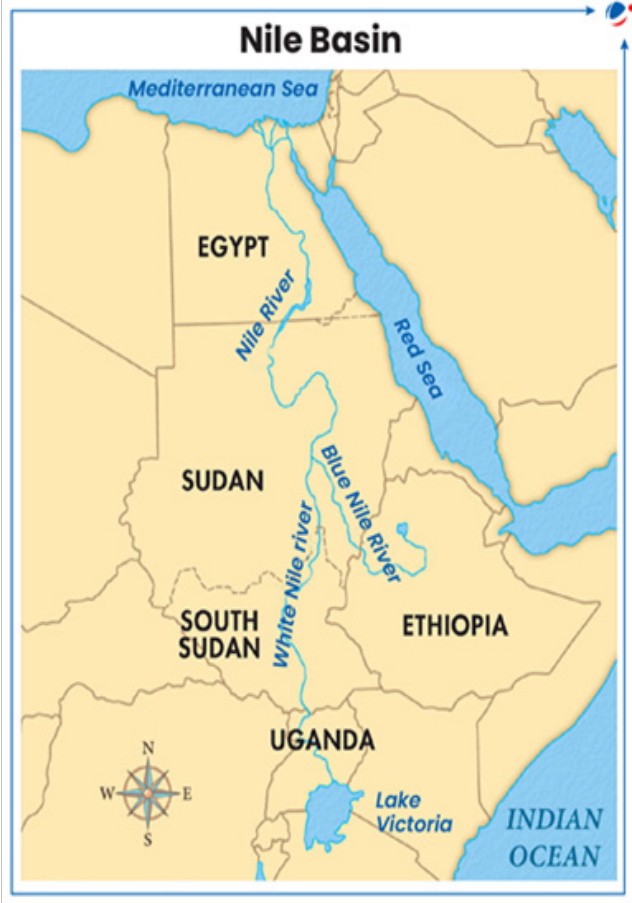 Nile Basin
Mediterranean Sea
EGYPT
Nile River
Red Sea
SUDAN
Blue Nile River
White Nile river
SOUTH
SUDAN
ETHIOPIA
UGANDA
N
W
E
S
Lake
Victoria
INDIAN
OCEAN